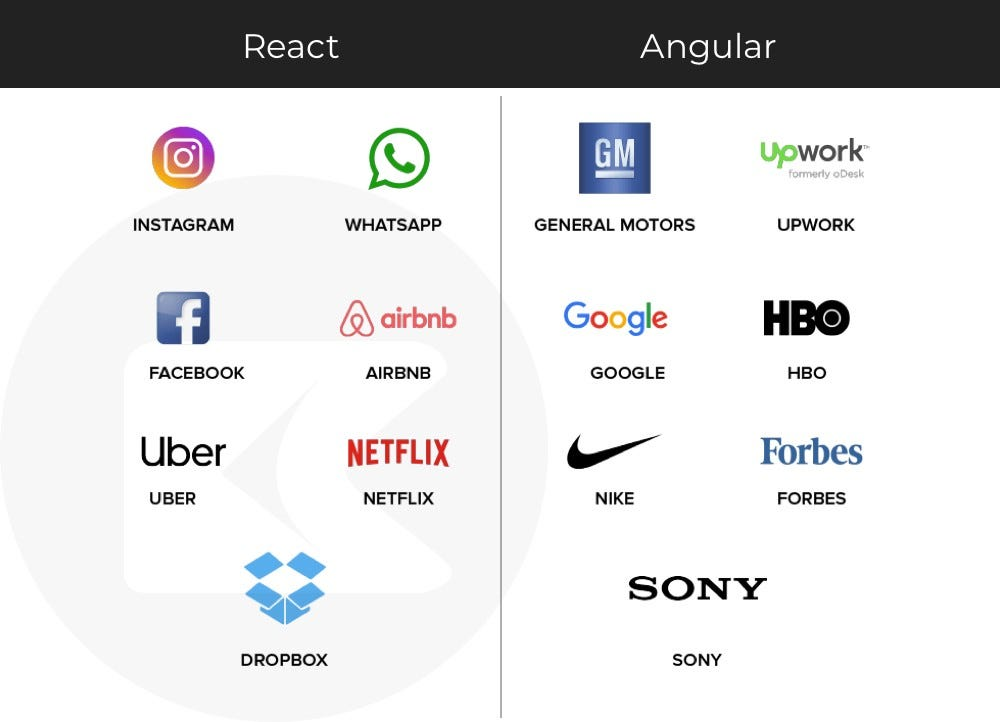 React
Angular
INSTAGRAM
WHATSAPP
f
airbnb
FACEBOOK
AIRBNB
Uber
NETFLIX
UBER
NETFLIX
DROPBOX
GM
upwork™
formerly oDesk
GENERAL MOTORS
UPWORK
Google
HBO
GOOGLE
HBO
Forbes
NIKE
FORBES
SONY
SONY